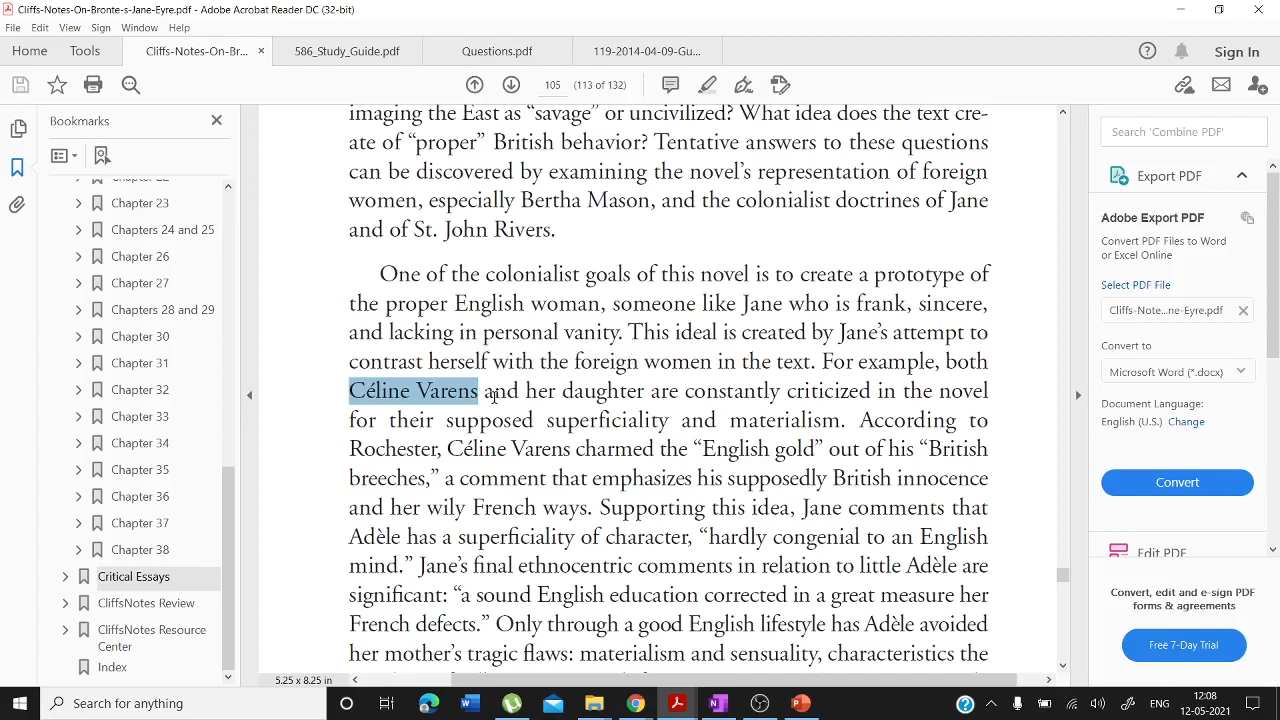 Cliffs-Notes-On-Bronte-s-Jane-Eyre.pdf - Adobe Acrobat Reader DC (32-bit)
File Edit View Sign Window Help
Home Tools Cliffs-Notes-On-Br... × 586_Study_Guide.pdf Questions.pdf 119-2014-04-09-Gu... Sign In
105 (113 of 132)
Bookmarks
Chapter 22
Chapter 23
Chapters 24 and 25
Chapter 26
Chapter 27
Chapters 28 and 29
Chapter 30
Chapter 31
Chapter 32
Chapter 33
Chapter 34
Chapter 35
Chapter 36
Chapter 37
Chapter 38
Critical Essays
CliffsNotes Review
CliffsNotes Resource
Center
Index
imaging the East as “savage” or uncivilized? What idea does the text cre-
ate of “proper” British behavior? Tentative answers to these questions
can be discovered by examining the novel’s representation of foreign
women, especially Bertha Mason, and the colonialist doctrines of Jane
and of St. John Rivers.
One of the colonialist goals of this novel is to create a prototype of
the proper English woman, someone like Jane who is frank, sincere,
and lacking in personal vanity. This ideal is created by Jane’s attempt to
contrast herself with the foreign women in the text. For example, both
Céline Varens and her daughter are constantly criticized in the novel
for their supposed superficiality and materialism. According to
Rochester, Céline Varens charmed the “English gold” out of his “British
breeches,” a comment that emphasizes his supposedly British innocence
and her wily French ways. Supporting this idea, Jane comments that
Adèle has a superficiality of character, “hardly congenial to an English
mind.” Jane’s final ethnocentric comments in relation to little Adèle are
significant: “a sound English education corrected in a great measure her
French defects.” Only through a good English lifestyle has Adèle avoided
her mother’s tragic flaws: materialism and sensuality, characteristics the
5.25 x 8.25 in
Search 'Combine PDF'
Export PDF
Adobe Export PDF
Convert PDF Files to Word
or Excel Online
Select PDF File
Cliffs-Note...ne-Eyre.pdf
Convert to
Microsoft Word (*.docx)
Document Language:
English (U.S.) Change
Convert
Edit PDF
Convert, edit and e-sign PDF
forms & agreements
Free 7-Day Trial
Search for anything
ENG
12:08
12-05-2021